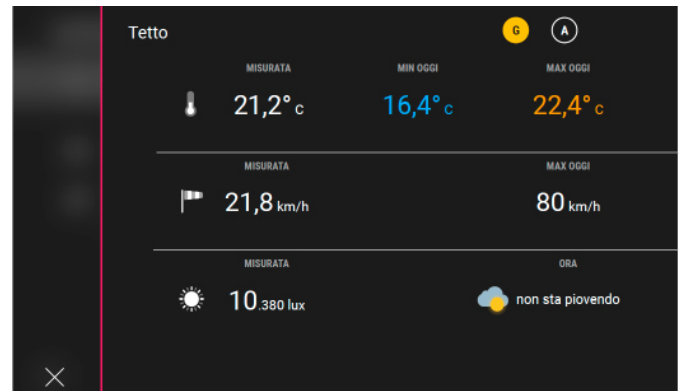 Tetto G A
MISURATA MIN OGGI MAX OGGI
21,2° c 16,4° c 22,4° c
MISURATA MAX OGGI
21,8 km/h 80 km/h
MISURATA ORA
10.380 lux non sta piovendo